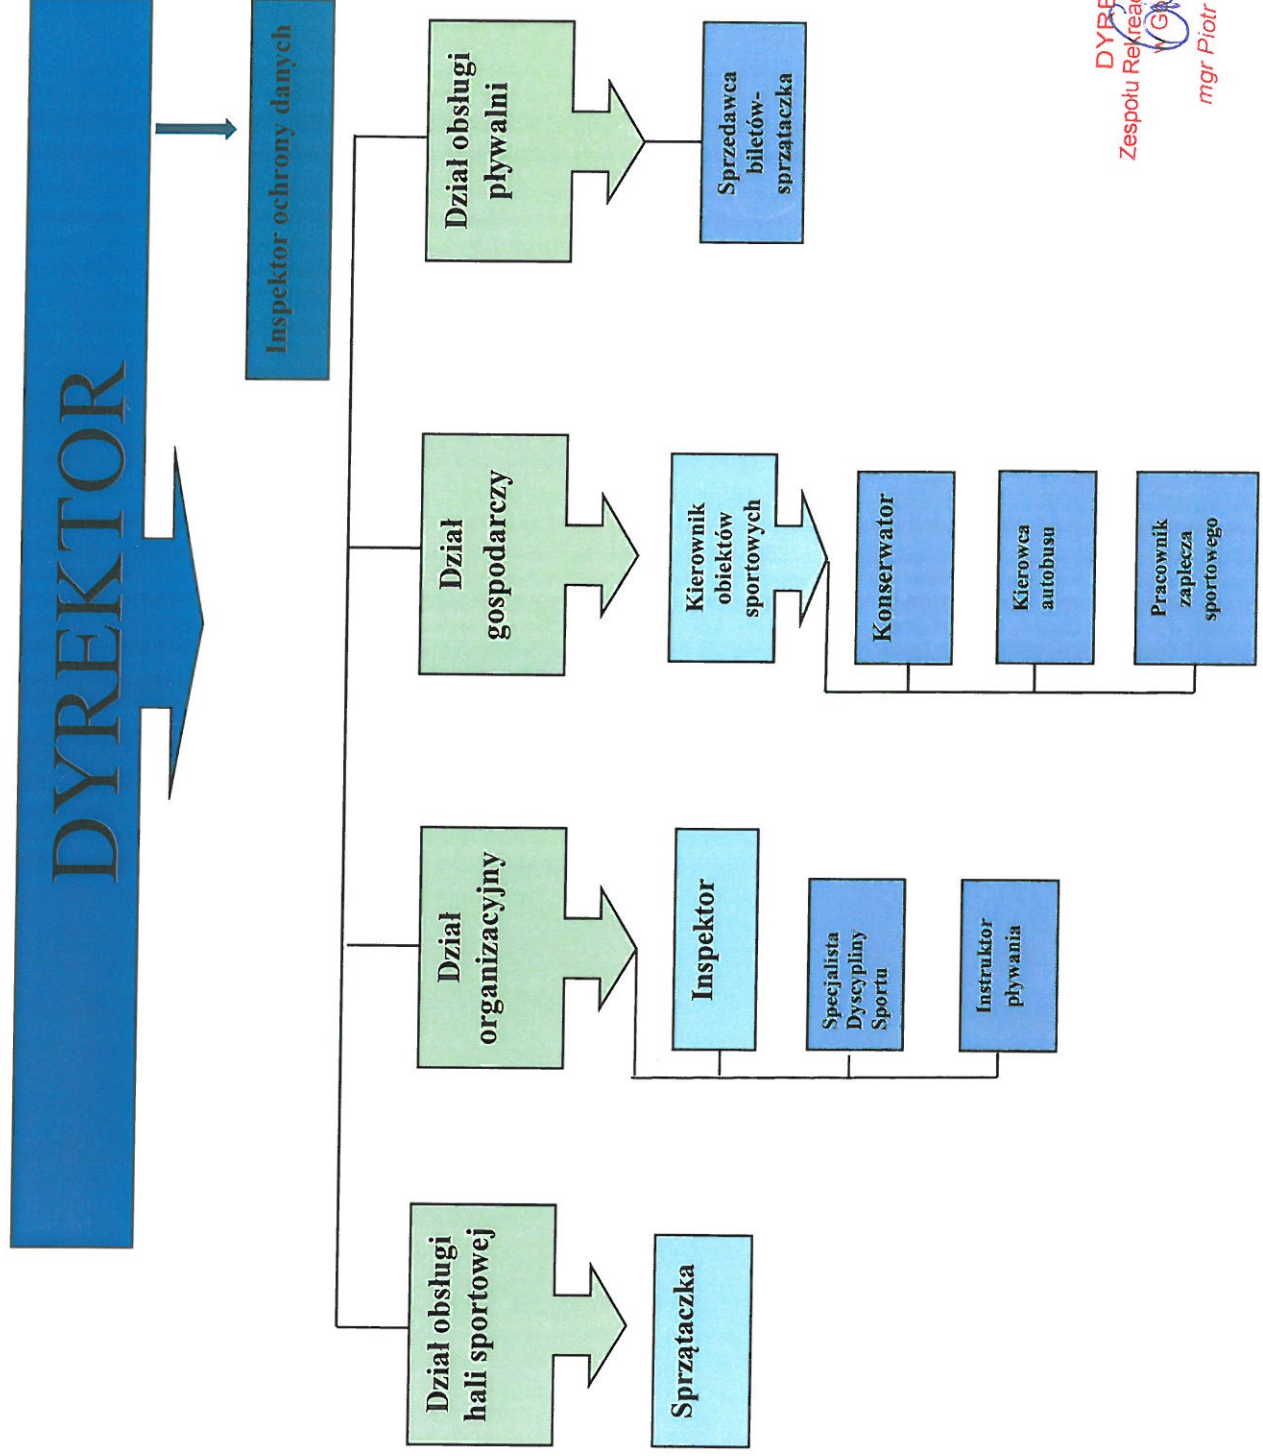 DYREKTOR
Inspektor ochrony danych
Dział obsługi
hali sportowej
Sprzątaczka
Dział
organizacyjny
Inspektor
Specjalista
Dyscypliny
Sportu
Instruktor
pływania
Dział
gospodarczy
Kierownik
obiektów
sportowych
Konserwator
Kierowca
autobusu
Pracownik
zaplecza
sportowego
Dział obsługi
pływalni
Sprzedawca
biletów-
sprzątaczka
Zespołu
mgr Piotr